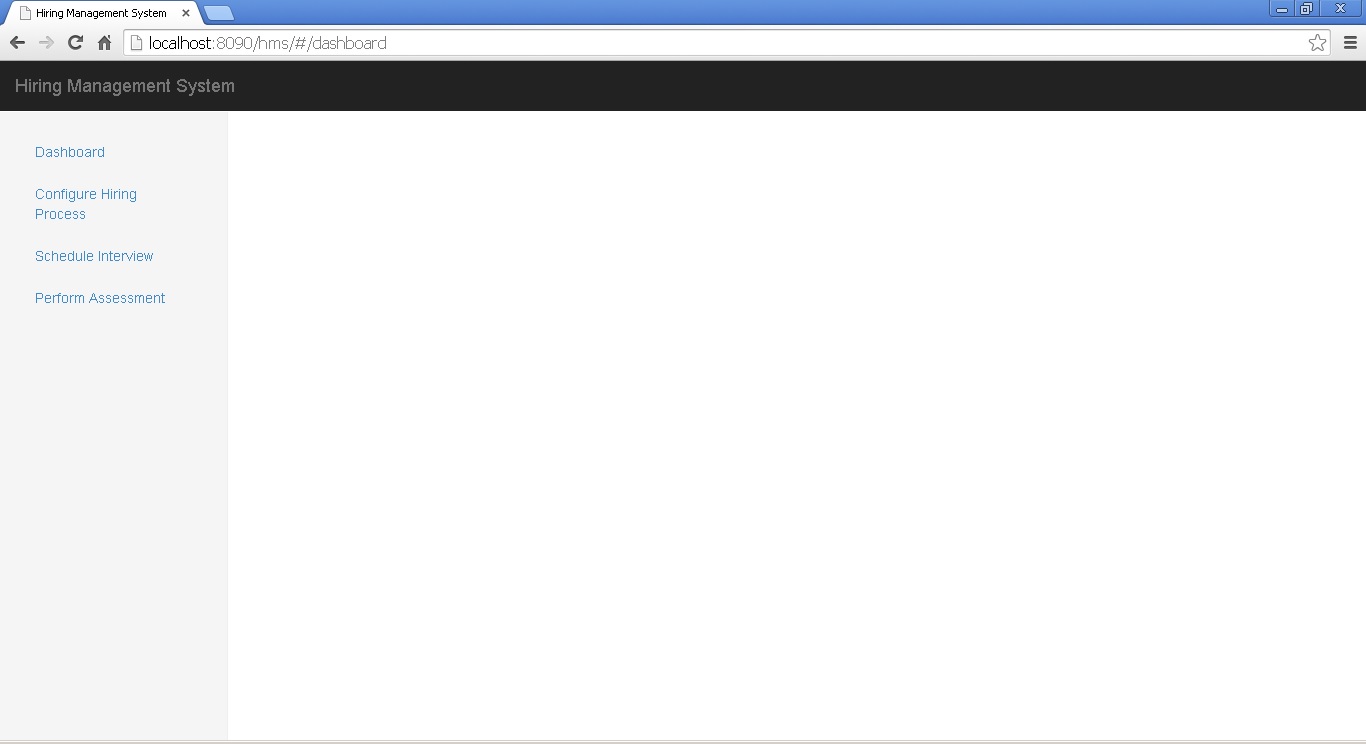 Hiring Management System
localhost:8090/hms/#/dashboard
Hiring Management System
Dashboard
Configure Hiring
Process
Schedule Interview
Perform Assessment